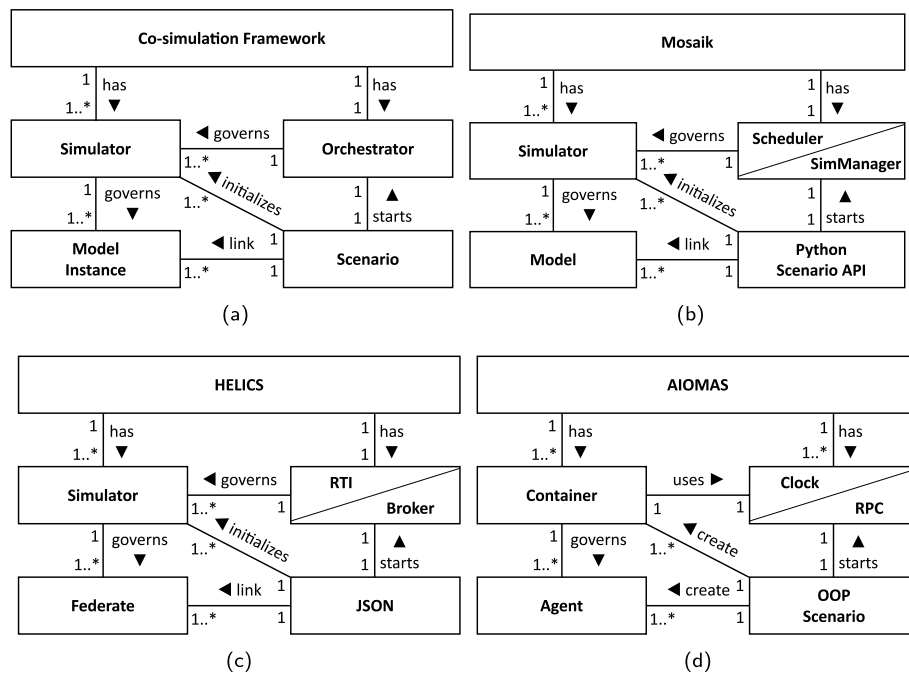 Co-simulation Framework
1 has 1 has
1..* ▼ 1 ▼
Simulator ◀ governs Orchestrator
1..* 1
1 governs ◀ initializes 1 ▲
1..* ▼ 1..* 1 starts
Model Instance ◀ link 1 Scenario
1..* 1
(a)
Mosaik
1 has 1 has
1..* ▼ 1 ▼
Simulator ◀ governs Scheduler
SimManager
1..* 1
1 governs ◀ initializes 1 ▲
1..* ▼ 1..* 1 starts
Model ◀ link 1 Python
Scenario API
1..* 1
(b)
HELICS
1 has 1 has
1..* ▼ 1 ▼
Simulator ◀ governs RTI
Broker
1..* 1
1 governs ◀ initializes 1 ▲
1..* ▼ 1..* 1 starts
Federate ◀ link 1 JSON
1..* 1
(c)
AIOMAS
1 has 1 has
1..* ▼ 1..* ▼
Container uses ▶ Clock
RPC
1 1
1 governs ◀ create 1 ▲
1..* ▼ 1..* 1 starts
Agent ◀ create 1 OOP
Scenario
1..* 1
(d)